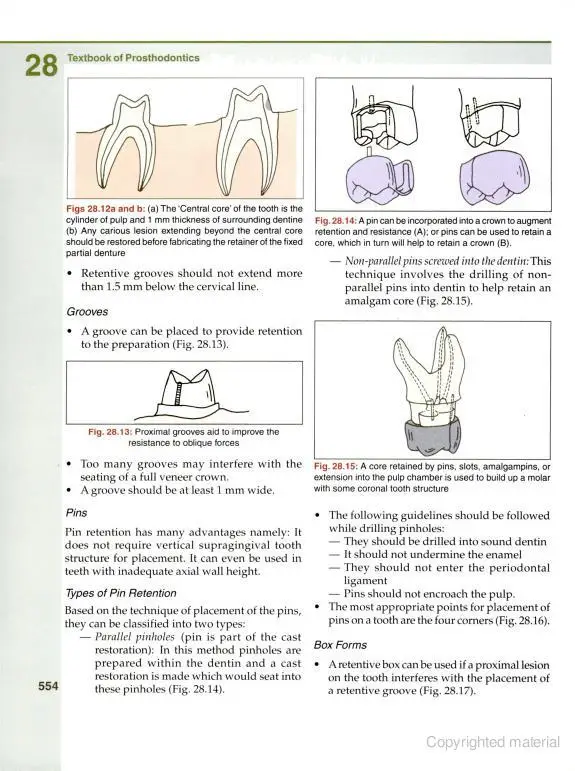 28
Textbook of Prosthodontics
Figs 28.12a and b: (a) The 'Central core' of the tooth is the
cylinder of pulp and 1 mm thickness of surrounding dentine
(b) Any carious lesion extending beyond the central core
should be restored before fabricating the retainer of the fixed
partial denture
• Retentive grooves should not extend more
than 1.5 mm below the cervical line.
Grooves
• A groove can be placed to provide retention
to the preparation (Fig. 28.13).
Fig. 28.13: Proximal grooves aid to improve the
resistance to oblique forces
• Too many grooves may interfere with the
seating of a full veneer crown.
• A groove should be at least 1 mm wide.
Pins
Pin retention has many advantages namely: It
does not require vertical supragingival tooth
structure for placement. It can even be used in
teeth with inadequate axial wall height.
Types of Pin Retention
Based on the technique of placement of the pins,
they can be classified into two types:
— Parallel pinholes (pin is part of the cast
restoration): In this method pinholes are
prepared within the dentin and a cast
restoration is made which would seat into
these pinholes (Fig. 28.14).
554
Fig. 28.14: A pin can be incorporated into a crown to augment
retention and resistance (A); or pins can be used to retain a
core, which in turn will help to retain a crown (B).
— Non-parallel pins screwed into the dentin: This
technique involves the drilling of non-
parallel pins into dentin to help retain an
amalgam core (Fig. 28.15).
Fig. 28.15: A core retained by pins, slots, amalgampins, or
extension into the pulp chamber is used to build up a molar
with some coronal tooth structure
• The following guidelines should be followed
while drilling pinholes:
— They should be drilled into sound dentin
— It should not undermine the enamel
— They should not enter the periodontal
ligament
— Pins should not encroach the pulp.
• The most appropriate points for placement of
pins on a tooth are the four corners (Fig. 28.16).
Box Forms
• A retentive box can be used if a proximal lesion
on the tooth interferes with the placement of
a retentive groove (Fig. 28.17).
Copyrighted material